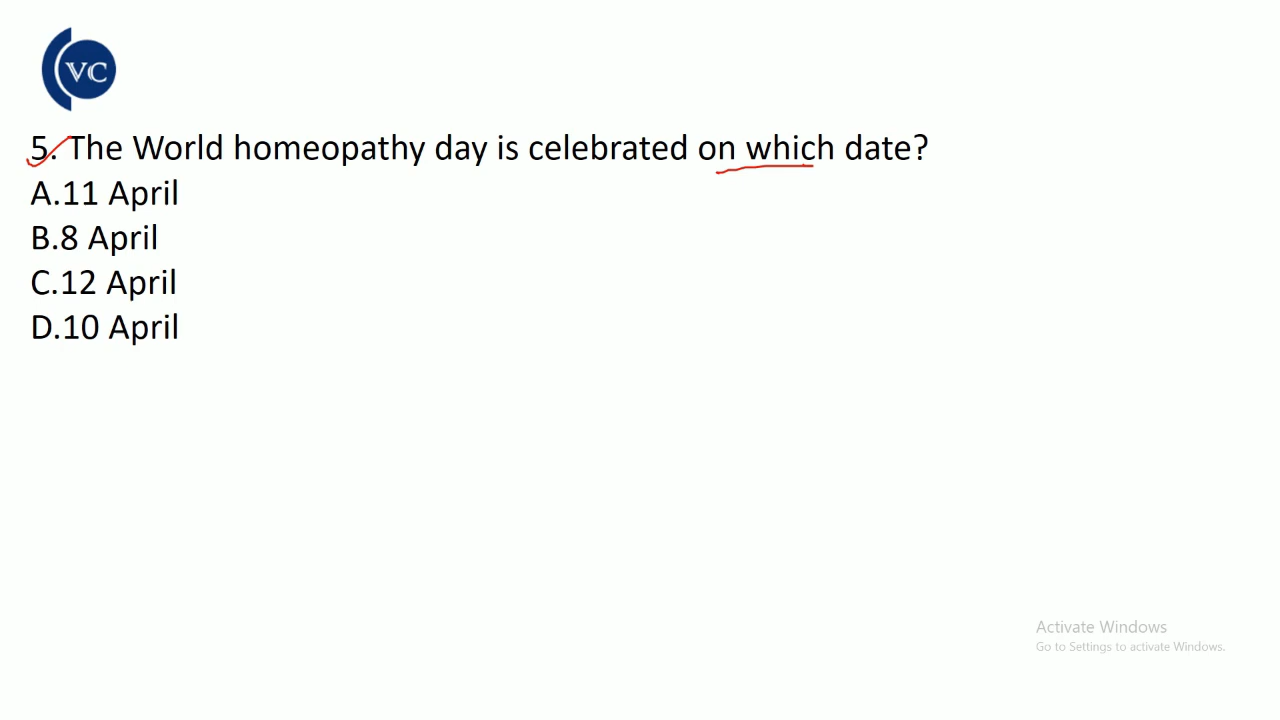 VC
5. The World homeopathy day is celebrated on which date?
A.11 April
B.8 April
C.12 April
D.10 April
Activate Windows
Go to Settings to activate Windows.